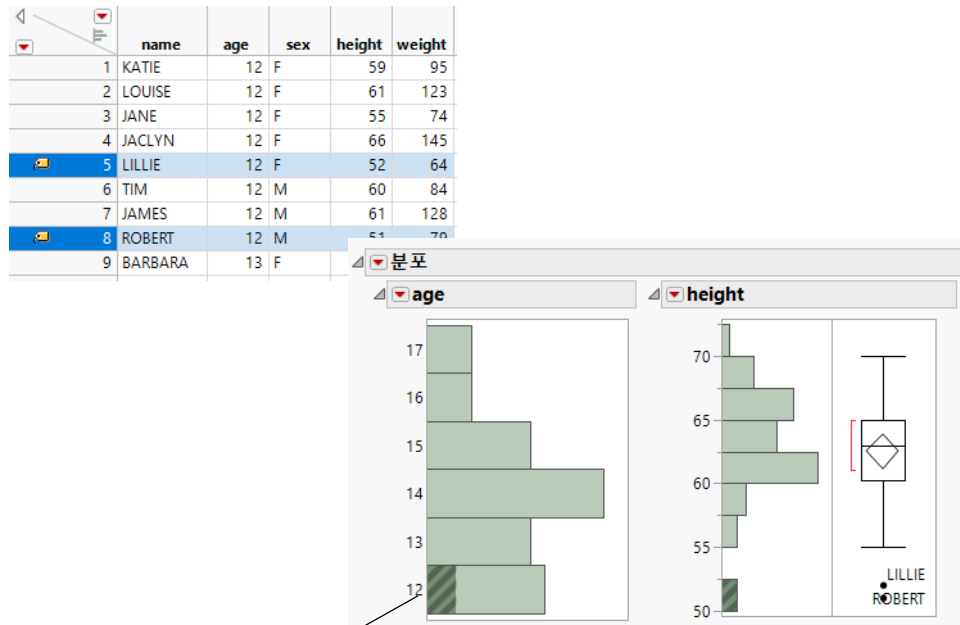 name age sex height weight
1 KATIE 12 F 59 95
2 LOUISE 12 F 61 123
3 JANE 12 F 55 74
4 JACLYN 12 F 66 145
5 LILLIE 12 F 52 64
6 TIM 12 M 60 84
7 JAMES 12 M 61 128
8 ROBERT 12 M 51 79
9 BARBARA 13 F
분포
age height
17
16
15
14
13
12
70
65
60
55
50
LILLIE
ROBERT